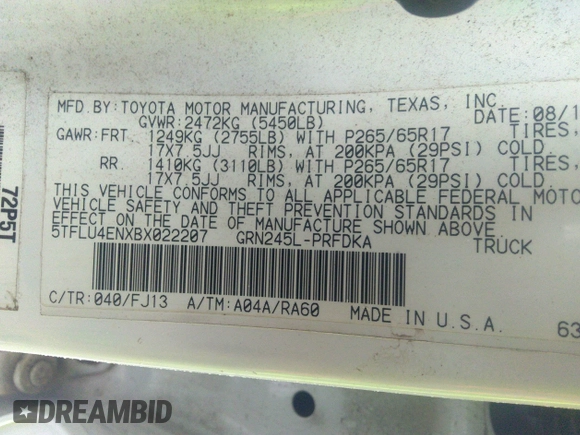 MFD.BY:TOYOTA MOTOR MANUFACTURING, TEXAS, INC.
GVWR:2472KG (5450LB) 08/1
GAWR:FRT. 1249KG (2755LB) WITH P265/65R17 TIRES,
17X7.5JJ RIMS, AT 200KPA (29PSI) COLD.
RR. 1410KG (3110LB) WITH P265/65R17 TIRES,
17X7.5JJ RIMS, AT 200KPA (29PSI) COLD.
THIS VEHICLE CONFORMS TO ALL APPLICABLE FEDERAL MOTO
VEHICLE SAFETY AND THEFT PREVENTION STANDARDS IN
EFFECT ON THE DATE OF MANUFACTURE SHOWN ABOVE.
5TFLU4ENXBX022207 GRN245L-PRFDKA TRUCK
C/TR:040/FJ13 A/TM:A04A/RA60 MADE IN U.S.A. 63
72P5T
DREAMBID